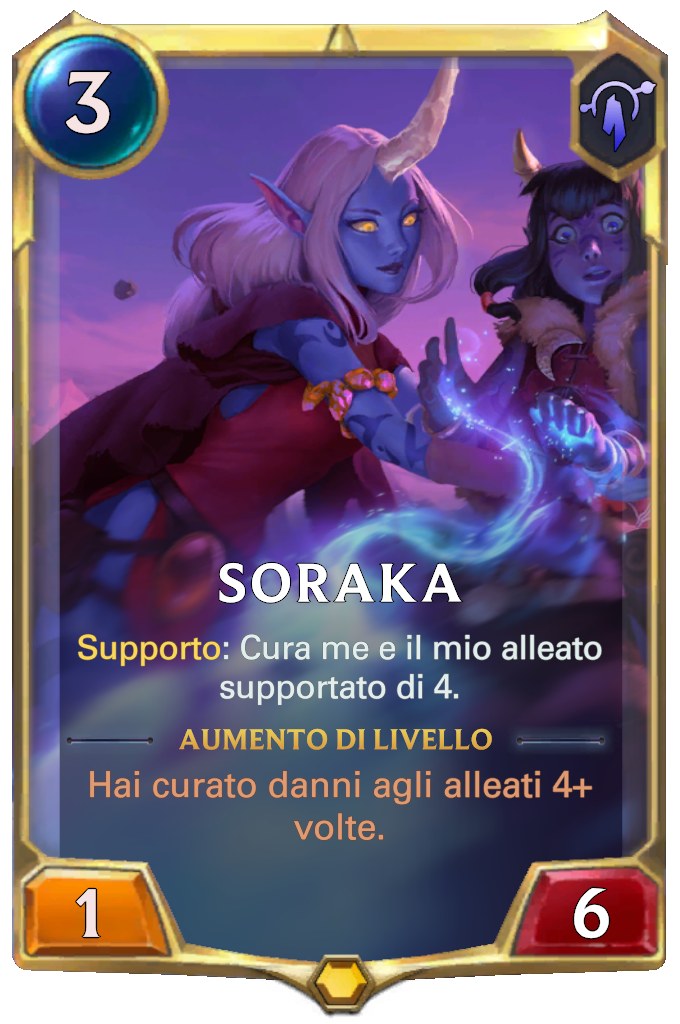 3
SORAKA
Supporto: Cura me e il mio alleato
supportato di 4.
AUMENTO DI LIVELLO
Hai curato danni agli alleati 4+
volte.
1
6